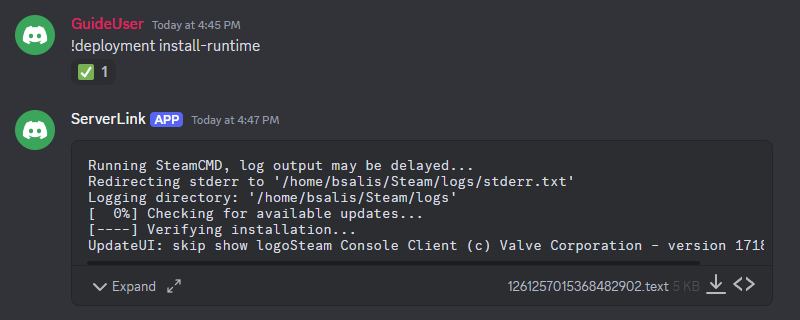 GuideUser Today at 4:45 PM
!deployment install-runtime
✅ 1
ServerLink APP Today at 4:47 PM
Running SteamCMD, log output may be delayed...
Redirecting stderr to '/home/bsalis/Steam/logs/stderr.txt'
Logging directory: '/home/bsalis/Steam/logs'
[  0%] Checking for available updates...
[----] Verifying installation...
UpdateUI: skip show logoSteam Console Client (c) Valve Corporation - version 1718
Expand 1261257015368482902.text 5 KB